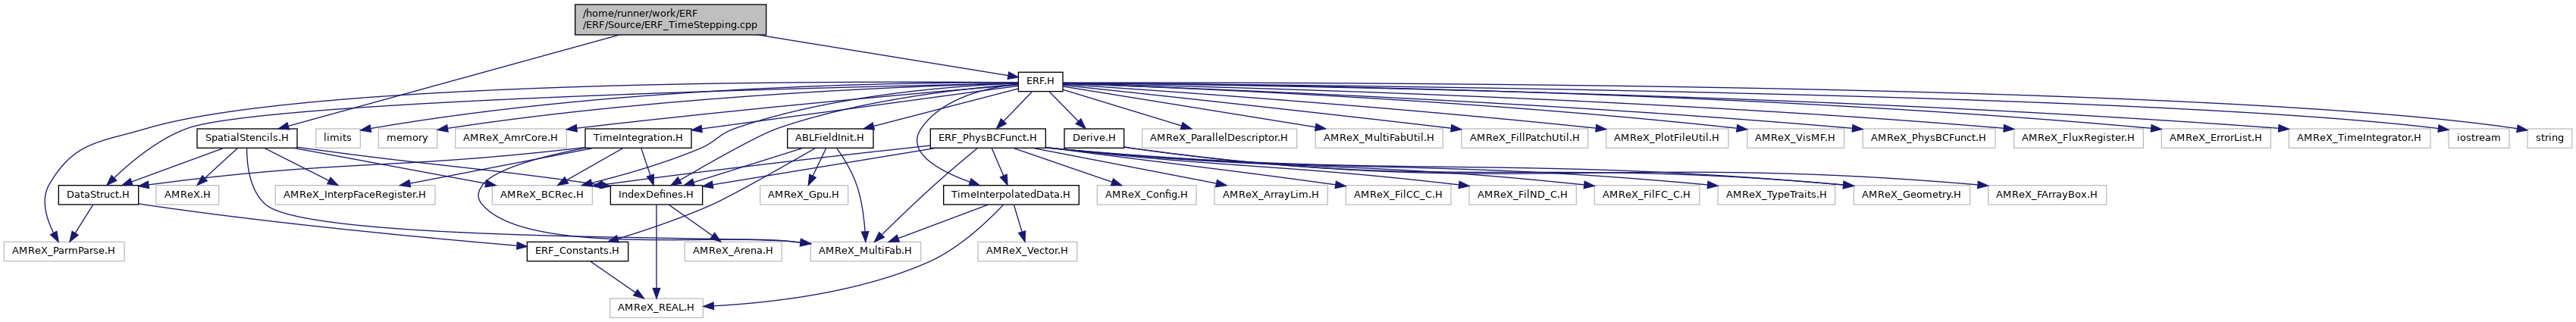 /home/runner/work/ERF
/ERF/Source/ERF_TimeStepping.cpp
ERF.H
SpatialStencils.H
limits
memory
AMReX_AmrCore.H
TimeIntegration.H
ABLFieldInit.H
ERF_PhysBCFunct.H
Derive.H
AMReX_ParallelDescriptor.H
AMReX_MultiFabUtil.H
AMReX_FillPatchUtil.H
AMReX_PlotFileUtil.H
AMReX_VisMF.H
AMReX_PhysBCFunct.H
AMReX_FluxRegister.H
AMReX_ErrorList.H
AMReX_TimeIntegrator.H
iostream
string
DataStruct.H
AMReX.H
AMReX_InterpFaceRegister.H
AMReX_BCRec.H
IndexDefines.H
AMReX_Gpu.H
TimeInterpolatedData.H
AMReX_Config.H
AMReX_ArrayLim.H
AMReX_FilCC_C.H
AMReX_FilND_C.H
AMReX_FilFC_C.H
AMReX_TypeTraits.H
AMReX_Geometry.H
AMReX_FArrayBox.H
AMReX_ParmParse.H
ERF_Constants.H
AMReX_Arena.H
AMReX_MultiFab.H
AMReX_Vector.H
AMReX_REAL.H